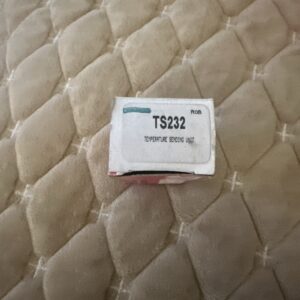 TS232
TEMPERATURE SENDING UNIT